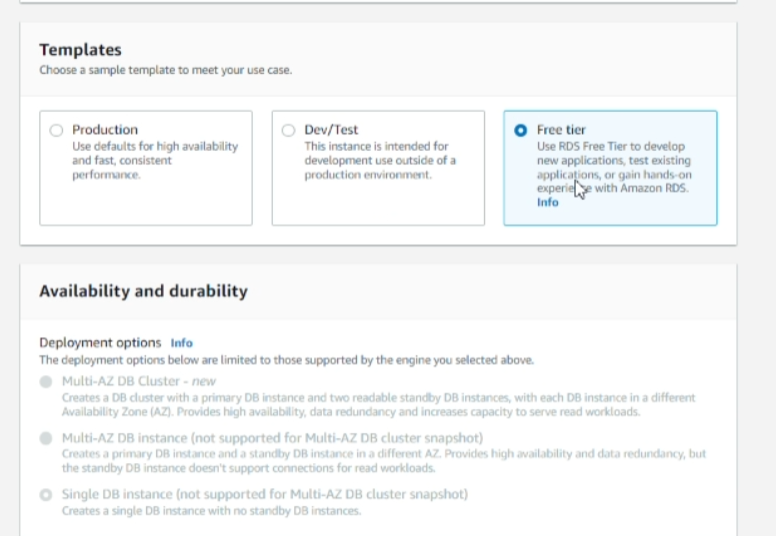 Templates
Choose a sample template to meet your use case.
Production
Use defaults for high availability
and fast, consistent
performance.
Dev/Test
This instance is intended for
development use outside of a
production environment.
Free tier
Use RDS Free Tier to develop
new applications, test existing
applications, or gain hands-on
experience with Amazon RDS.
Info
Availability and durability
Deployment options Info
The deployment options below are limited to those supported by the engine you selected above.
Multi-AZ DB Cluster - new
Creates a DB cluster with a primary DB instance and two readable standby DB instances, with each DB instance in a different
Availability Zone (AZ). Provides high availability, data redundancy and increases capacity to serve read workloads.
Multi-AZ DB instance (not supported for Multi-AZ DB cluster snapshot)
Creates a primary DB instance and a standby DB instance in a different AZ. Provides high availability and data redundancy, but
the standby DB instance doesn't support connections for read workloads.
Single DB instance (not supported for Multi-AZ DB cluster snapshot)
Creates a single DB instance with no standby DB instances.